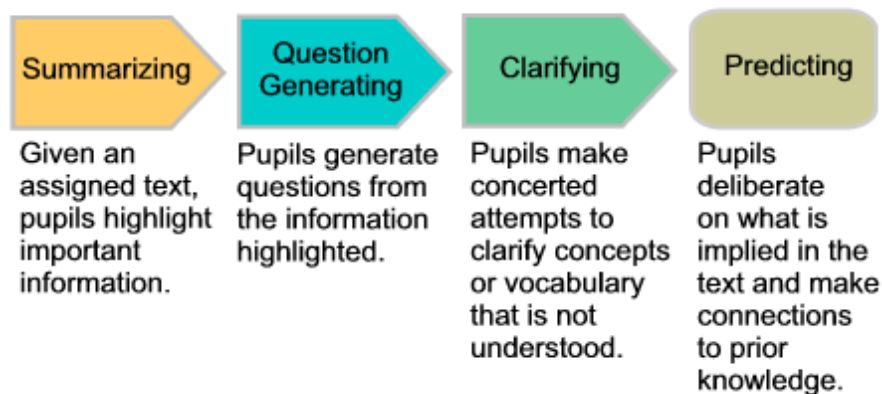 Summarizing
Given an
assigned text,
pupils highlight
important
information.
Question
Generating
Pupils generate
questions from
the information
highlighted.
Clarifying
Pupils make
concerted
attempts to
clarify concepts
or vocabulary
that is not
understood.
Predicting
Pupils
deliberate
on what is
implied in the
text and make
connections
to prior
knowledge.